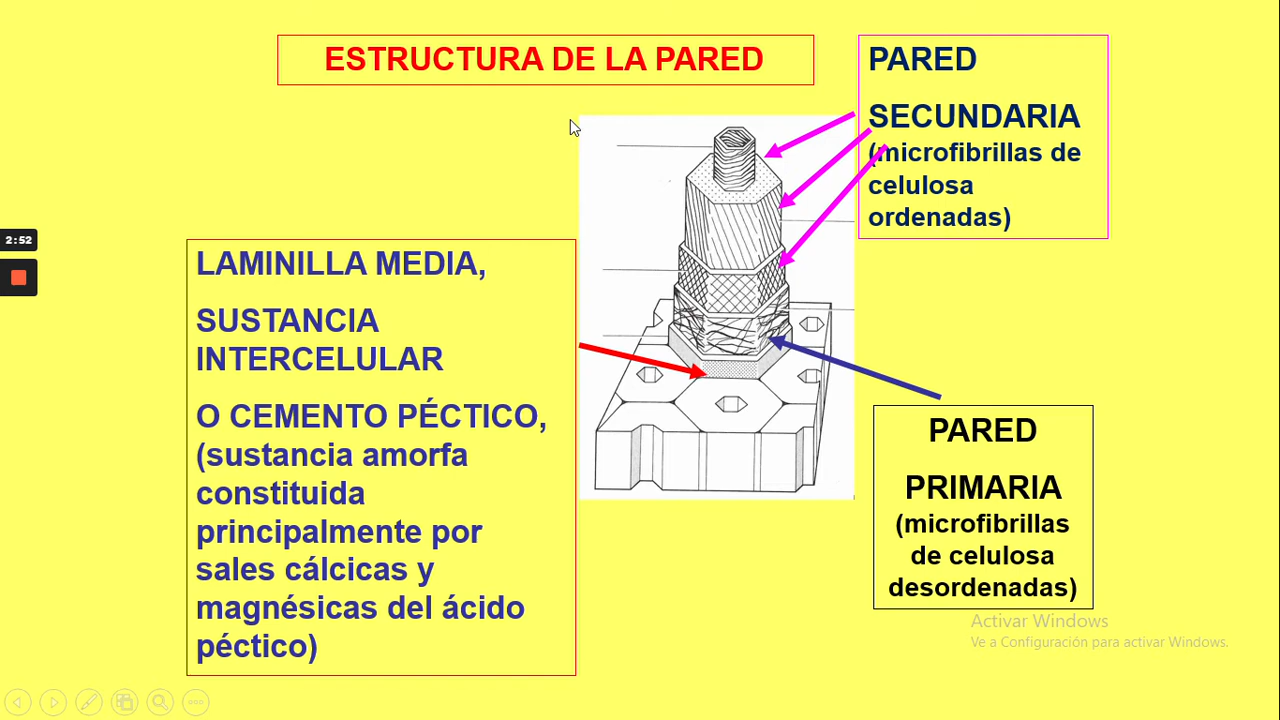 ESTRUCTURA DE LA PARED
PARED
SECUNDARIA
(microfibrillas de
celulosa
ordenadas)
2:52
LAMINILLA MEDIA,
SUSTANCIA
INTERCELULAR
O CEMENTO PÉCTICO,
(sustancia amorfa
constituida
principalmente por
sales cálcicas y
magnésicas del ácido
péctico)
PARED
PRIMARIA
(microfibrillas
de celulosa
desordenadas)
Activar Windows
Ve a Configuración para activar Windows.